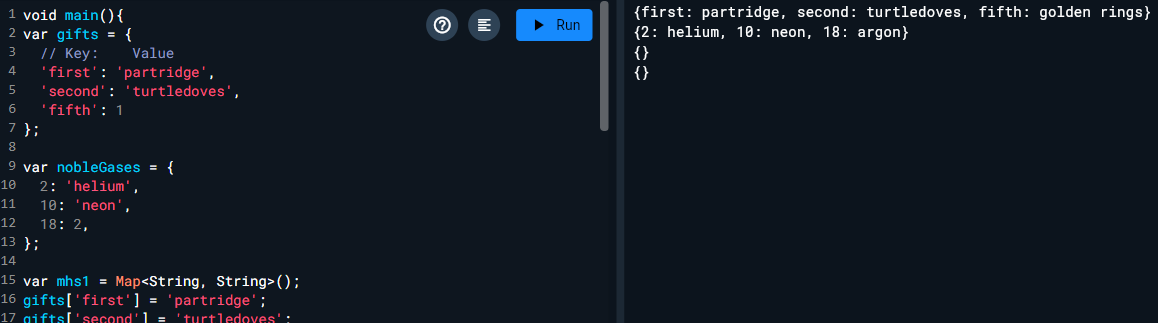 1 void main(){
2 var gifts = {
3 // Key:    Value
4 'first': 'partridge',
5 'second': 'turtledoves',
6 'fifth': 1
7 };
8
9 var nobleGases = {
10 2: 'helium',
11 10: 'neon',
12 18: 2,
13 };
14
15 var mhs1 = Map<String, String>();
16 gifts['first'] = 'partridge';
17 gifts['second'] = 'turtledoves';
Run
{first: partridge, second: turtledoves, fifth: golden rings}
{2: helium, 10: neon, 18: argon}
{}
{}